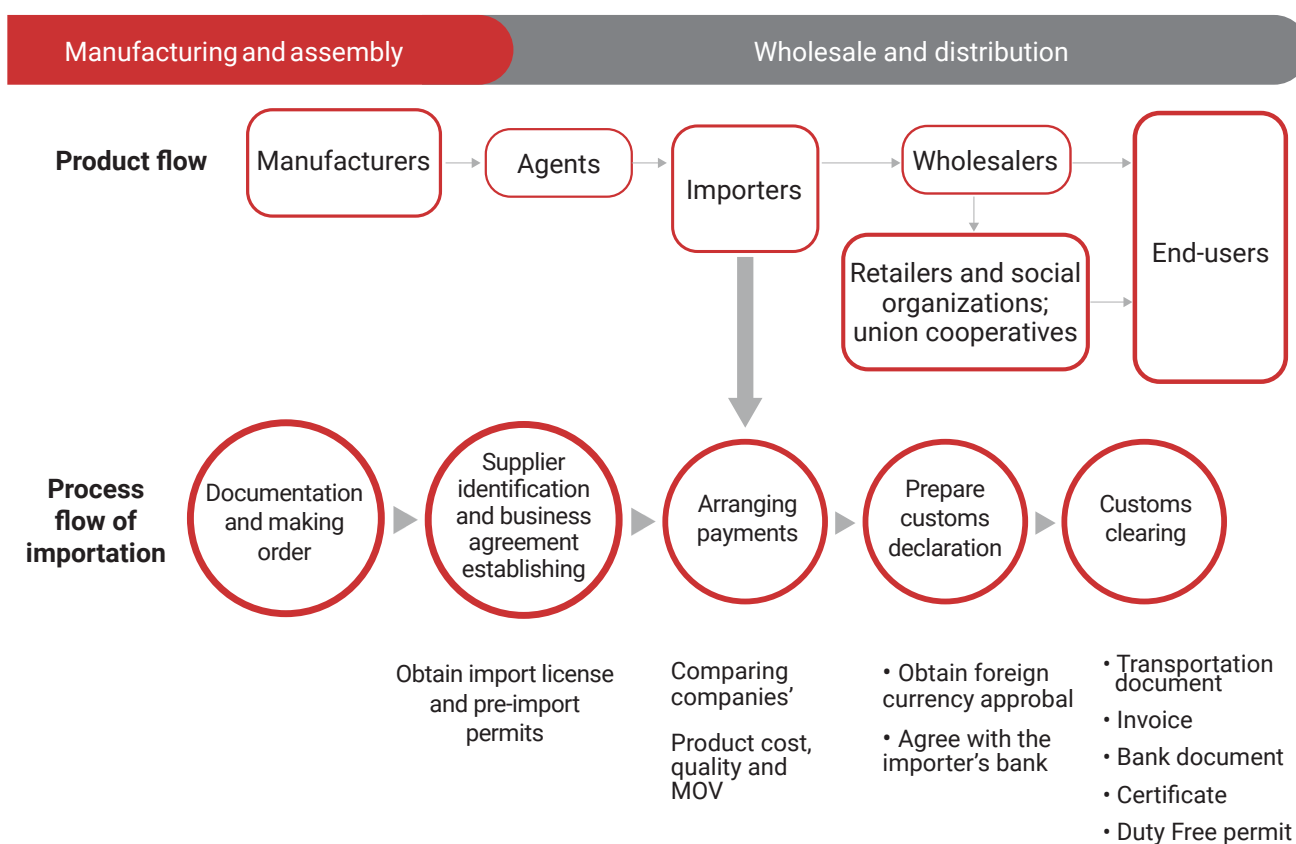 Manufacturing and assembly
Wholesale and distribution
Product flow
Manufacturers
Agents
Importers
Wholesalers
Retailers and social
organizations;
union cooperatives
End-users
Process
flow of
importation
Documentation
and making
order
Supplier
identification
and business
agreement
establishing
Arranging
payments
Prepare
customs
declaration
Customs
clearing
Obtain import license
and pre-import
permits
Comparing
companies’
Product cost,
quality and
MOV
• Obtain foreign
currency approbal
• Agree with the
importer’s bank
• Transportation
document
• Invoice
• Bank document
• Certificate
• Duty Free permit